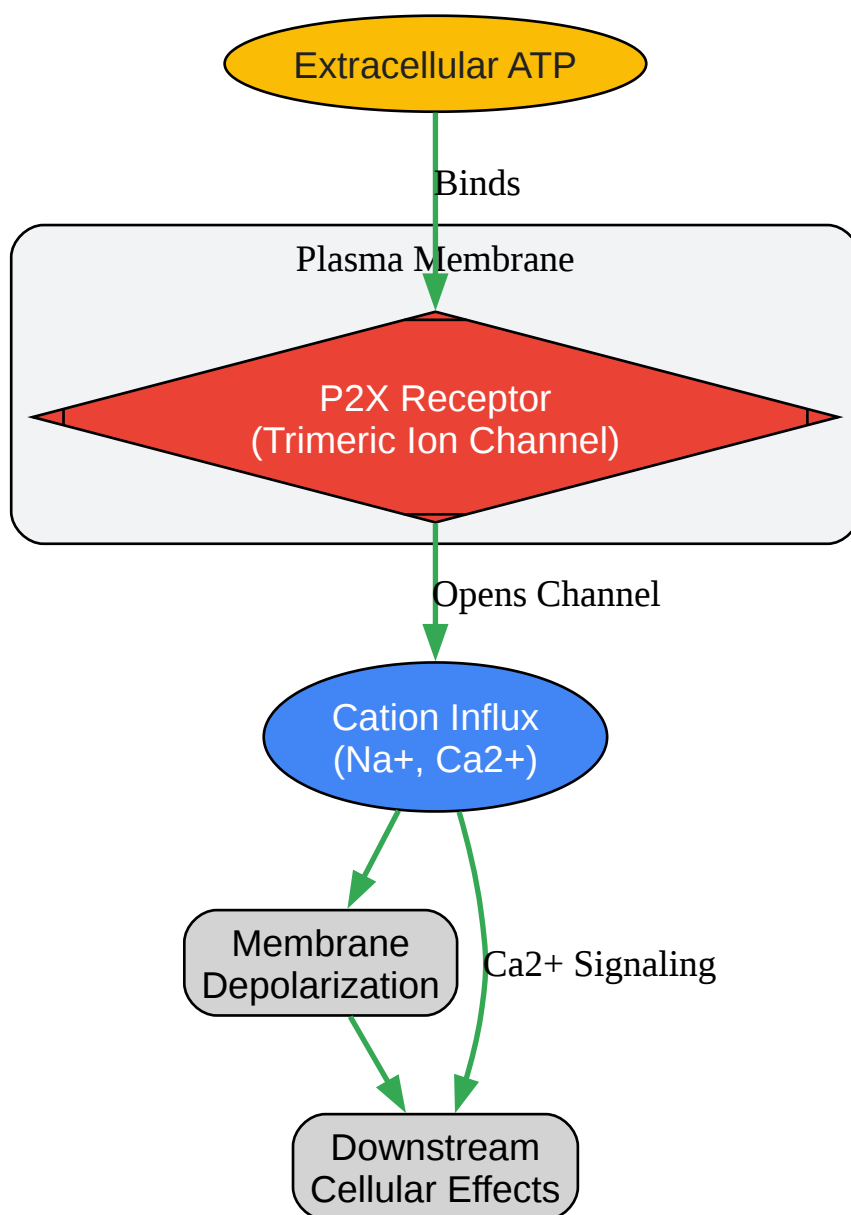 Extracellular ATP
Binds
Plasma Membrane
P2X Receptor
(Trimeric Ion Channel)
Opens Channel
Cation Influx
(Na+, Ca2+)
Membrane
Depolarization
Ca2+ Signaling
Downstream
Cellular Effects